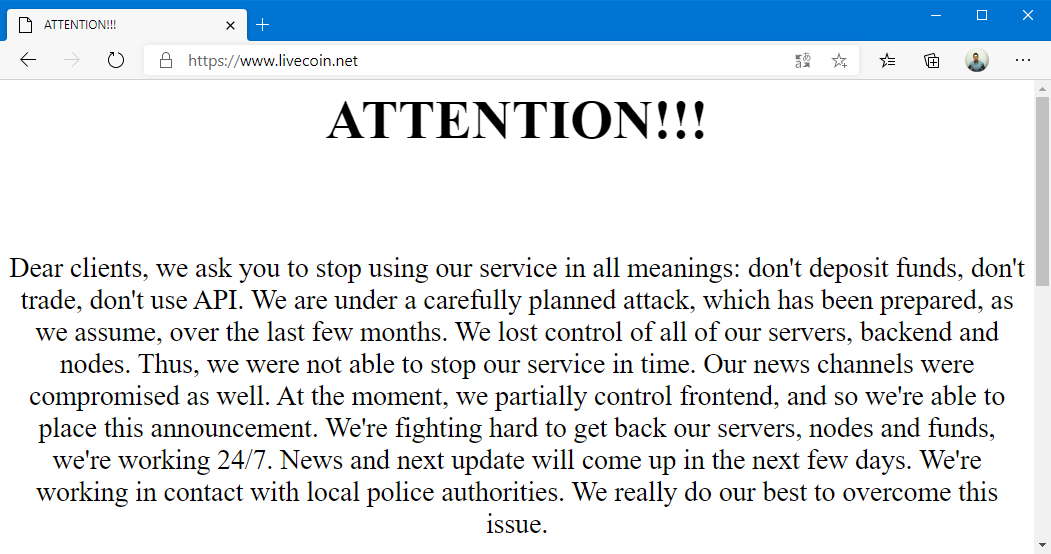 ATTENTION!!!
https://www.livecoin.net
ATTENTION!!!
Dear clients, we ask you to stop using our service in all meanings: don't deposit funds, don't
trade, don't use API. We are under a carefully planned attack, which has been prepared, as
we assume, over the last few months. We lost control of all of our servers, backend and
nodes. Thus, we were not able to stop our service in time. Our news channels were
compromised as well. At the moment, we partially control frontend, and so we're able to
place this announcement. We're fighting hard to get back our servers, nodes and funds,
we're working 24/7. News and next update will come up in the next few days. We're
working in contact with local police authorities. We really do our best to overcome this
issue.